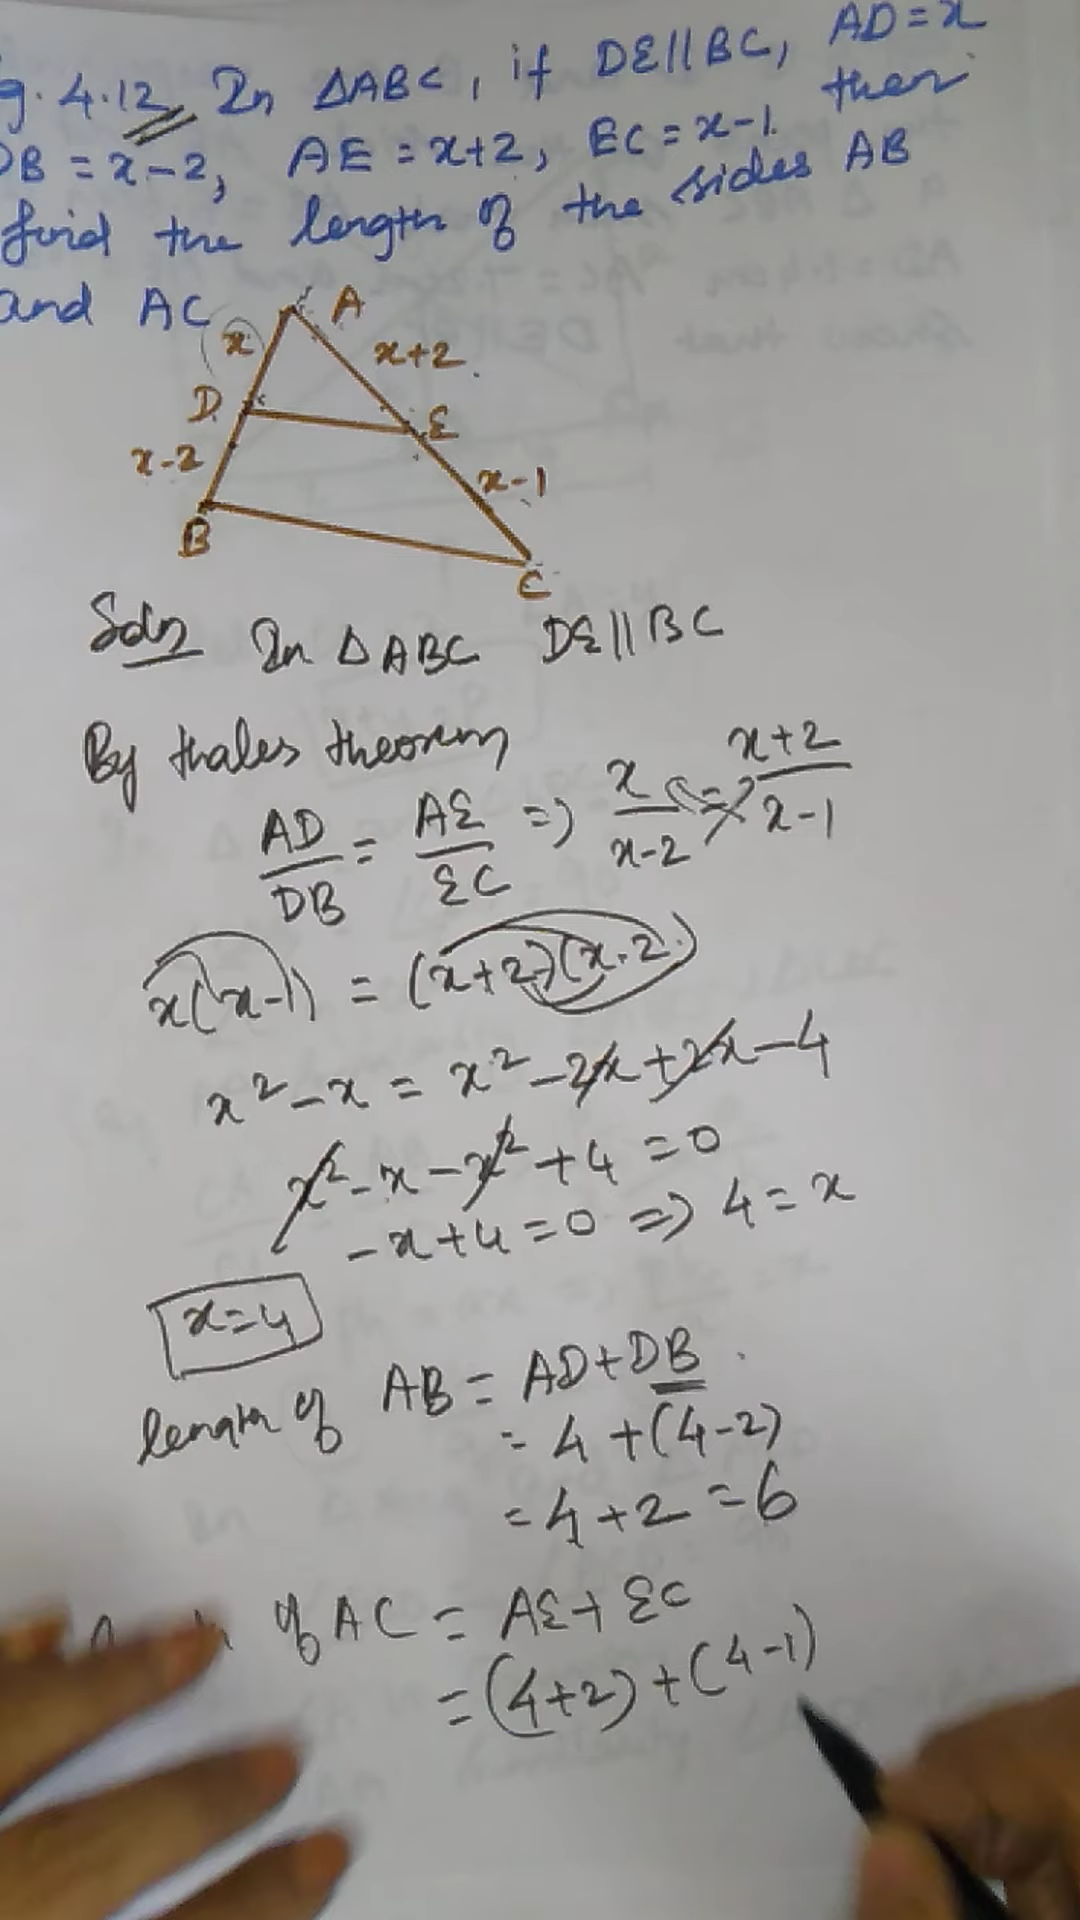 g. 4.12 In ΔABC, if DE||BC, AD=x
DB = x-2, AE = x+2, EC = x-1 then
find the length of the sides AB
and AC
A
x
x+2
D
E
x-2
x-1
B
C
Soln In ΔABC DE||BC
By thales theorem
AD/DB = AE/EC => x/x-2 = x+2/x-1
x(x-1) = (x+2)(x-2)
x²-x = x²-2x+2x-4
x²-x-x²+4=0
-x+4=0 => 4=x
x=4
length of AB = AD+DB
= 4+(4-2)
= 4+2 = 6
of AC = AE+EC
= (4+2)+(4-1)